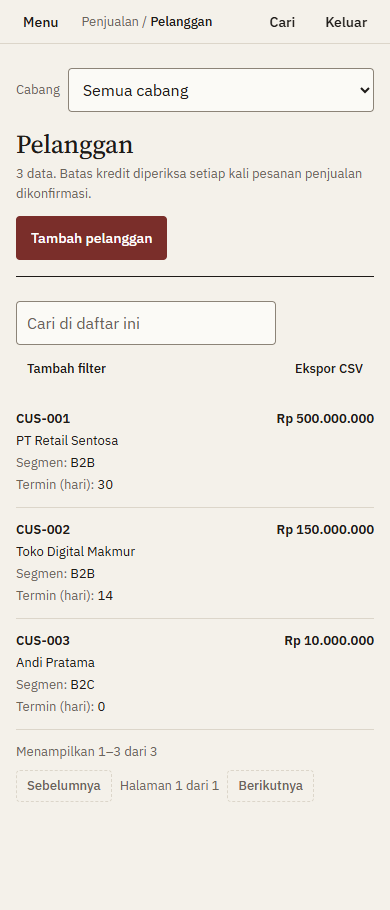 Menu Penjualan / Pelanggan Cari Keluar
Cabang Semua cabang
Pelanggan
3 data. Batas kredit diperiksa setiap kali pesanan penjualan
dikonfirmasi.
Tambah pelanggan
Cari di daftar ini
Tambah filter Ekspor CSV
CUS-001 Rp 500.000.000
PT Retail Sentosa
Segmen: B2B
Termin (hari): 30
CUS-002 Rp 150.000.000
Toko Digital Makmur
Segmen: B2B
Termin (hari): 14
CUS-003 Rp 10.000.000
Andi Pratama
Segmen: B2C
Termin (hari): 0
Menampilkan 1–3 dari 3
Sebelumnya Halaman 1 dari 1 Berikutnya